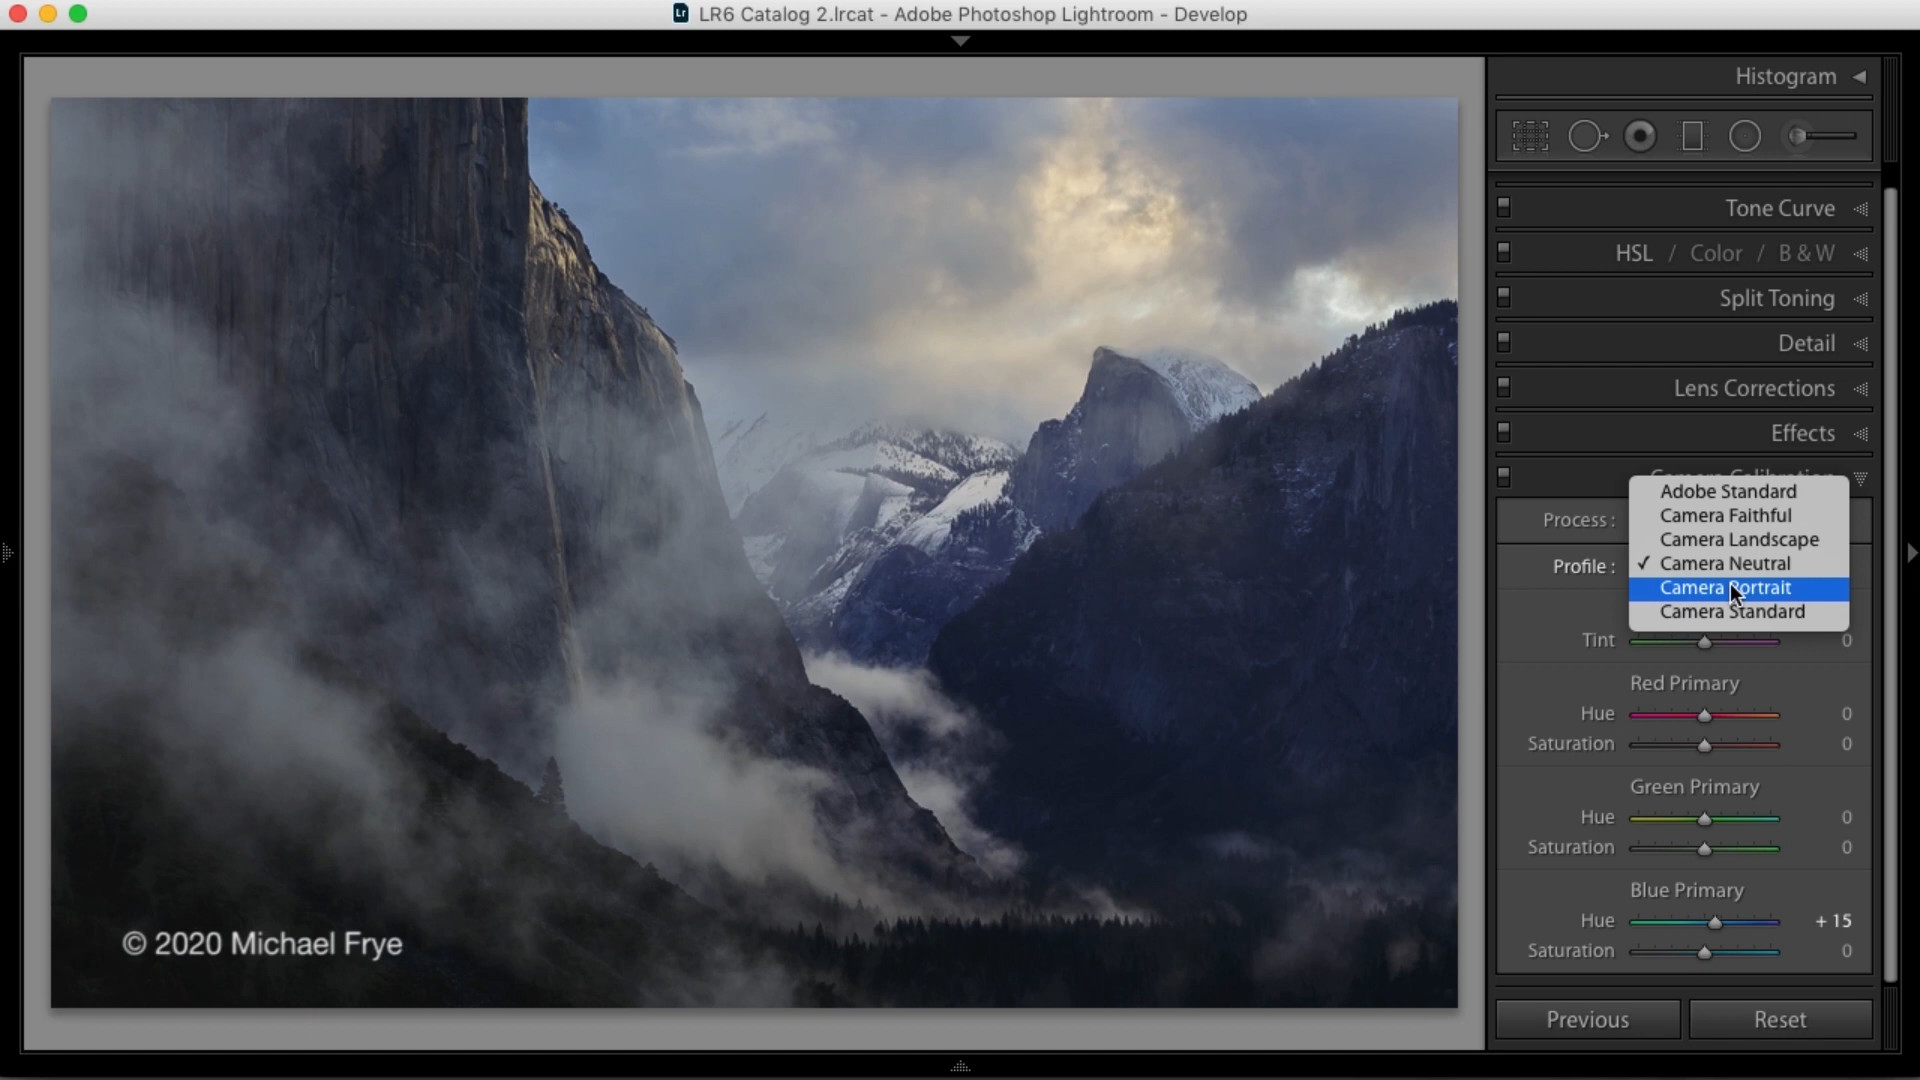 Lr LR6 Catalog 2.lrcat - Adobe Photoshop Lightroom - Develop
Histogram
Tone Curve
HSL / Color / B & W
Split Toning
Detail
Lens Corrections
Effects
Camera Calibration
Adobe Standard
Camera Faithful
Process :
Camera Landscape
Profile :
✓ Camera Neutral
Camera Portrait
Camera Standard
Tint 0
Red Primary
Hue 0
Saturation 0
Green Primary
Hue 0
Saturation 0
Blue Primary
Hue + 15
Saturation 0
© 2020 Michael Frye
Previous Reset